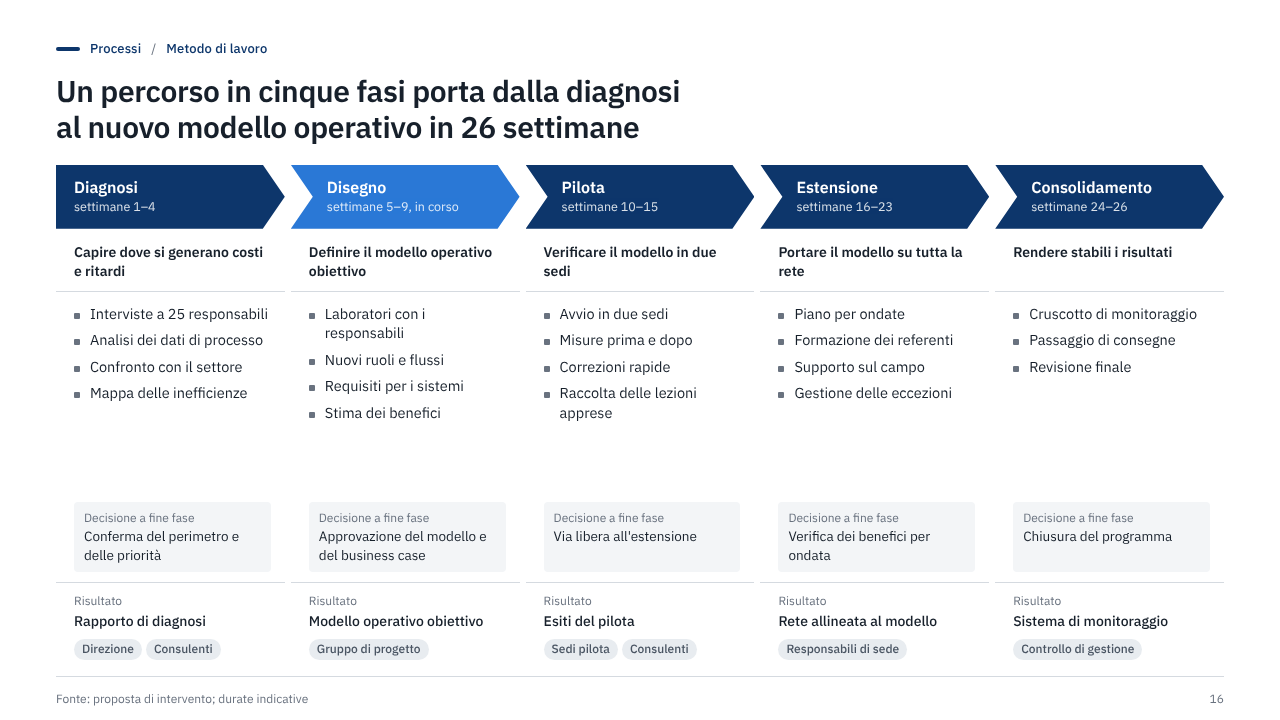 Processi / Metodo di lavoro
Un percorso in cinque fasi porta dalla diagnosi
al nuovo modello operativo in 26 settimane
Diagnosi
settimane 1–4
Capire dove si generano costi
e ritardi
Interviste a 25 responsabili
Analisi dei dati di processo
Confronto con il settore
Mappa delle inefficienze
Decisione a fine fase
Conferma del perimetro e
delle priorità
Risultato
Rapporto di diagnosi
Direzione Consulenti
Disegno
settimane 5–9, in corso
Definire il modello operativo
obiettivo
Laboratori con i
responsabili
Nuovi ruoli e flussi
Requisiti per i sistemi
Stima dei benefici
Decisione a fine fase
Approvazione del modello e
del business case
Risultato
Modello operativo obiettivo
Gruppo di progetto
Pilota
settimane 10–15
Verificare il modello in due
sedi
Avvio in due sedi
Misure prima e dopo
Correzioni rapide
Raccolta delle lezioni
apprese
Decisione a fine fase
Via libera all'estensione
Risultato
Esiti del pilota
Sedi pilota Consulenti
Estensione
settimane 16–23
Portare il modello su tutta la
rete
Piano per ondate
Formazione dei referenti
Supporto sul campo
Gestione delle eccezioni
Decisione a fine fase
Verifica dei benefici per
ondata
Risultato
Rete allineata al modello
Responsabili di sede
Consolidamento
settimane 24–26
Rendere stabili i risultati
Cruscotto di monitoraggio
Passaggio di consegne
Revisione finale
Decisione a fine fase
Chiusura del programma
Risultato
Sistema di monitoraggio
Controllo di gestione
Fonte: proposta di intervento; durate indicative
16